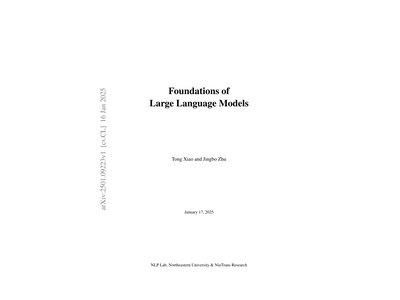 Foundations of
Large Language Models
Tong Xiao and Jingbo Zhu
January 17, 2025
NLP Lab, Northeastern University & NiuTrans Research
arXiv:2501.09223v1 [cs.CL] 16 Jan 2025